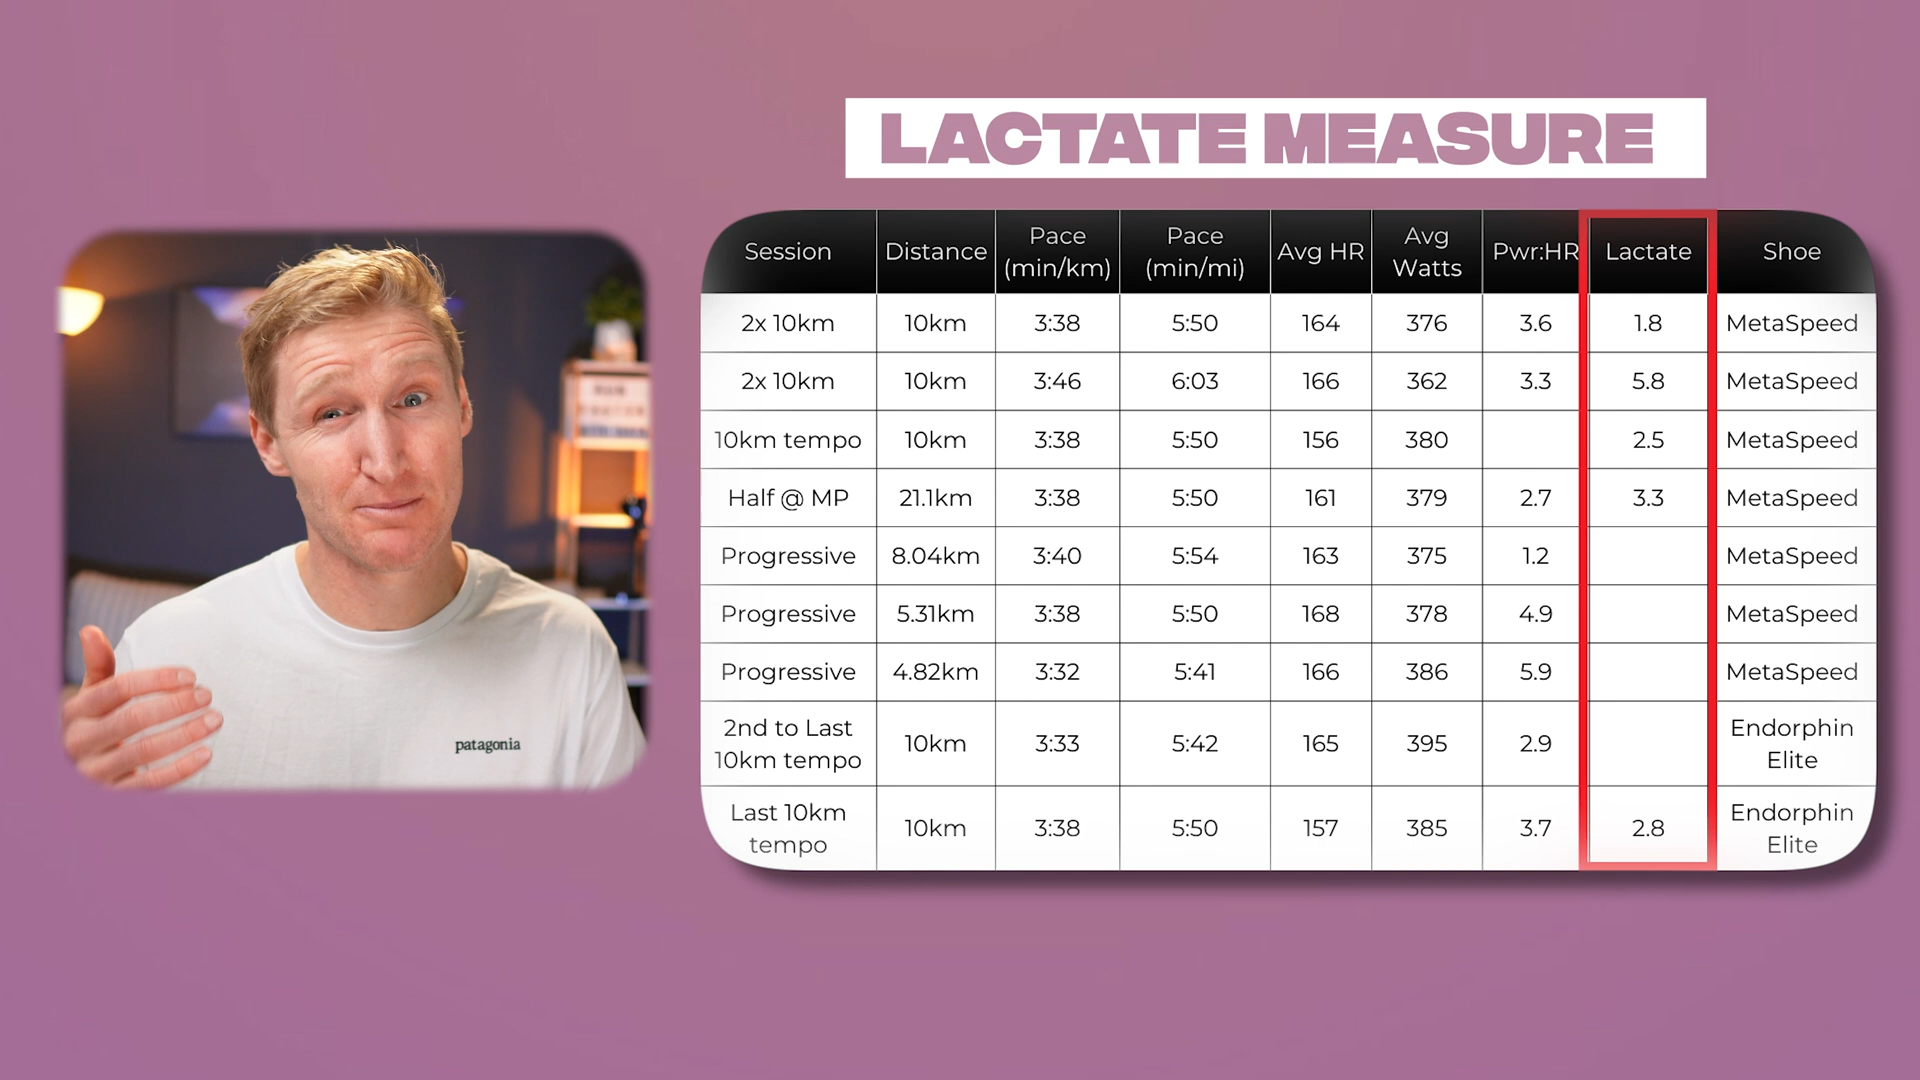 LACTATE MEASURE
Session Distance Pace (min/km) Pace (min/mi) Avg HR Avg Watts Pwr:HR Lactate Shoe
2x 10km 10km 3:38 5:50 164 376 3.6 1.8 MetaSpeed
2x 10km 10km 3:46 6:03 166 362 3.3 5.8 MetaSpeed
10km tempo 10km 3:38 5:50 156 380 2.5 MetaSpeed
Half @ MP 21.1km 3:38 5:50 161 379 2.7 3.3 MetaSpeed
Progressive 8.04km 3:40 5:54 163 375 1.2 MetaSpeed
Progressive 5.31km 3:38 5:50 168 378 4.9 MetaSpeed
Progressive 4.82km 3:32 5:41 166 386 5.9 MetaSpeed
2nd to Last 10km tempo 10km 3:33 5:42 165 395 2.9 Endorphin Elite
Last 10km tempo 10km 3:38 5:50 157 385 3.7 2.8 Endorphin Elite
patagonia